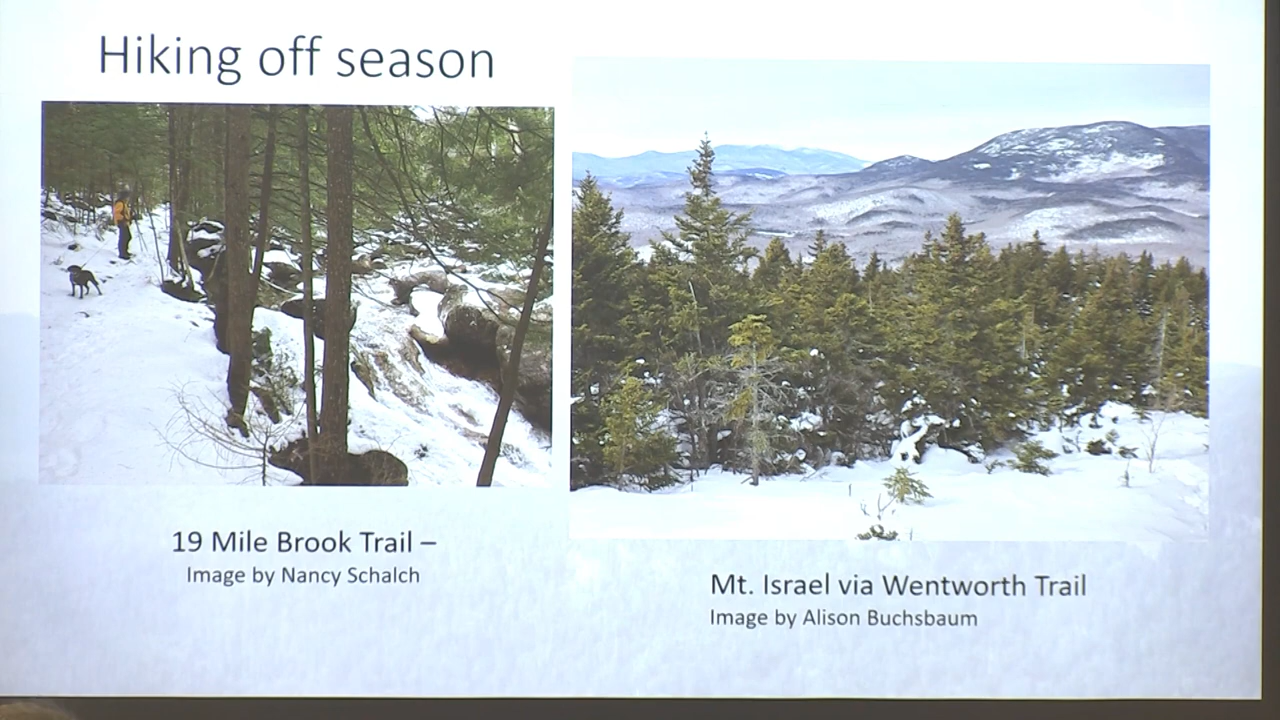 Hiking off season
19 Mile Brook Trail –
Image by Nancy Schalch
Mt. Israel via Wentworth Trail
Image by Alison Buchsbaum